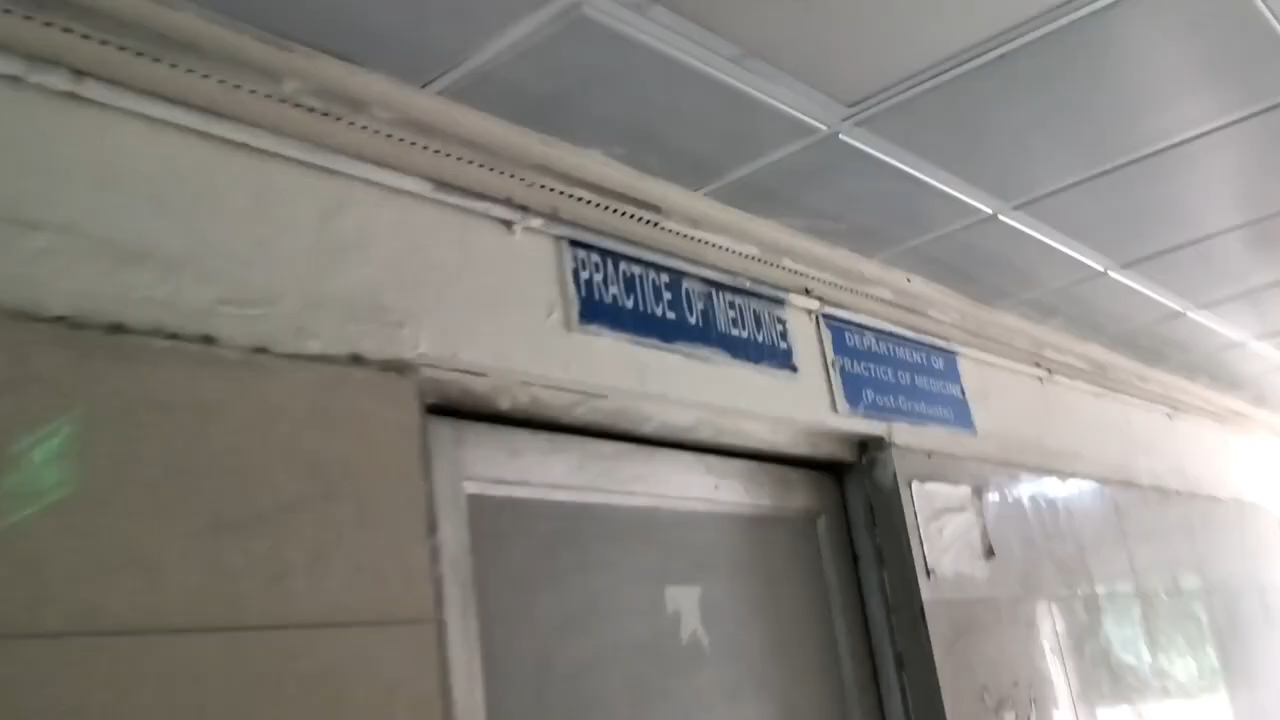 PRACTICE OF MEDICINE
DEPARTMENT OF
PRACTICE OF MEDICINE
(Post-Graduate)